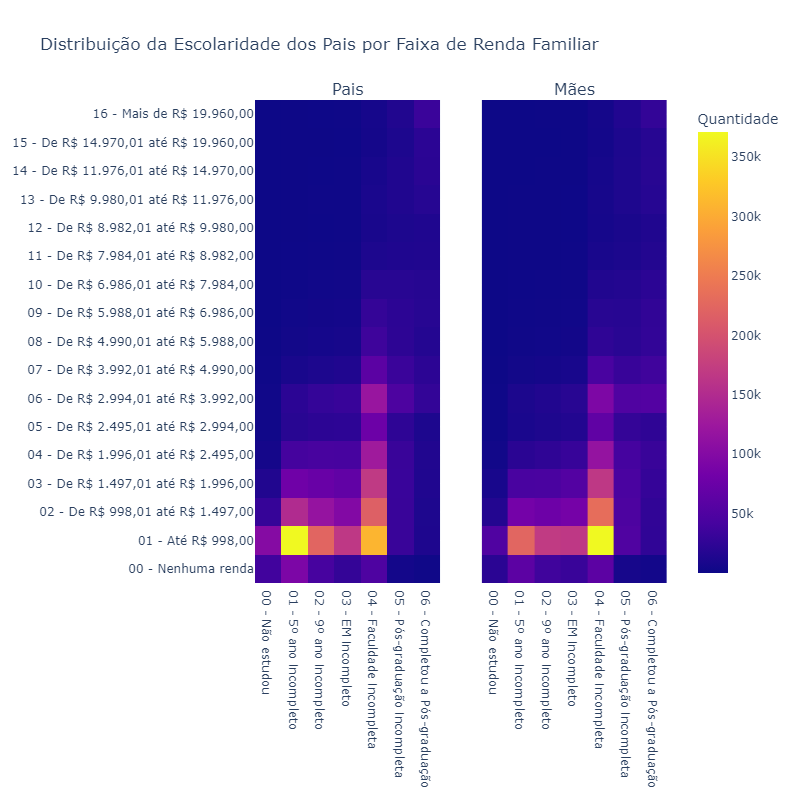 Distribuição da Escolaridade dos Pais por Faixa de Renda Familiar
Pais
Mães
Quantidade
16 - Mais de R$ 19.960,00
15 - De R$ 14.970,01 até R$ 19.960,00
14 - De R$ 11.976,01 até R$ 14.970,00
13 - De R$ 9.980,01 até R$ 11.976,00
12 - De R$ 8.982,01 até R$ 9.980,00
11 - De R$ 7.984,01 até R$ 8.982,00
10 - De R$ 6.986,01 até R$ 7.984,00
09 - De R$ 5.988,01 até R$ 6.986,00
08 - De R$ 4.990,01 até R$ 5.988,00
07 - De R$ 3.992,01 até R$ 4.990,00
06 - De R$ 2.994,01 até R$ 3.992,00
05 - De R$ 2.495,01 até R$ 2.994,00
04 - De R$ 1.996,01 até R$ 2.495,00
03 - De R$ 1.497,01 até R$ 1.996,00
02 - De R$ 998,01 até R$ 1.497,00
01 - Até R$ 998,00
00 - Nenhuma renda
00 - Não estudou
01 - 5º ano Incompleto
02 - 9º ano Incompleto
03 - EM Incompleto
04 - Faculdade Incompleta
05 - Pós-graduação Incompleta
06 - Completou a Pós-graduação
00 - Não estudou
01 - 5º ano Incompleto
02 - 9º ano Incompleto
03 - EM Incompleto
04 - Faculdade Incompleta
05 - Pós-graduação Incompleta
06 - Completou a Pós-graduação
350k
300k
250k
200k
150k
100k
50k